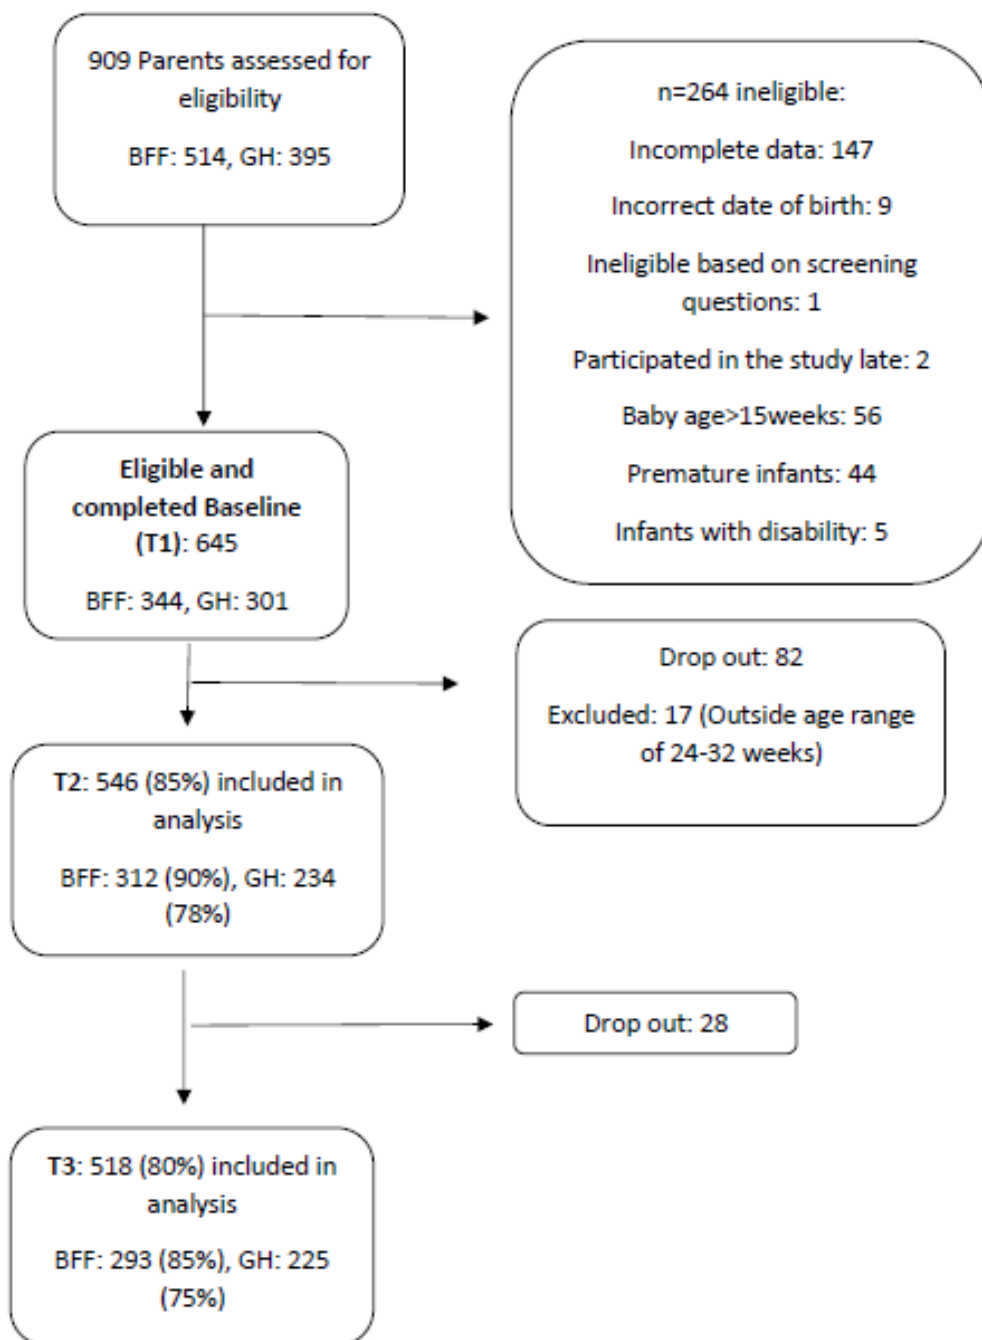 909 Parents assessed for
eligibility
BFF: 514, GH: 395
n=264 ineligible:
Incomplete data: 147
Incorrect date of birth: 9
Ineligible based on screening
questions: 1
Participated in the study late: 2
Baby age>15weeks: 56
Premature infants: 44
Infants with disability: 5
Eligible and
completed Baseline
(T1): 645
BFF: 344, GH: 301
Drop out: 82
Excluded: 17 (Outside age range
of 24-32 weeks)
T2: 546 (85%) included in
analysis
BFF: 312 (90%), GH: 234
(78%)
Drop out: 28
T3: 518 (80%) included in
analysis
BFF: 293 (85%), GH: 225
(75%)